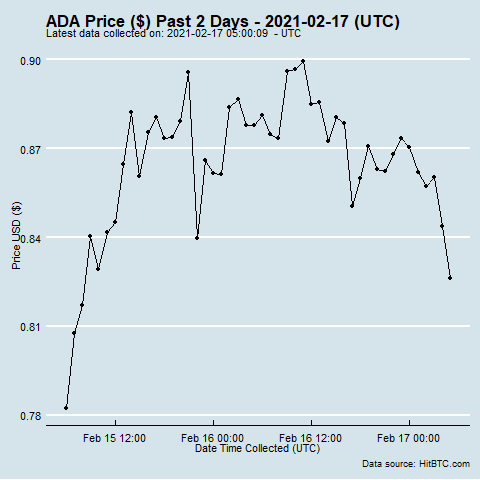 ADA Price ($) Past 2 Days - 2021-02-17 (UTC)
Latest data collected on: 2021-02-17 05:00:09  - UTC
0.90
0.87
0.84
0.81
0.78
Price USD ($)
Feb 15 12:00
Feb 16 00:00
Feb 16 12:00
Feb 17 00:00
Date Time Collected (UTC)
Data source: HitBTC.com